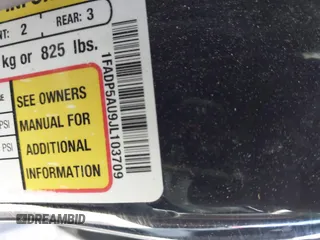 NT: 2 REAR: 3
kg or 825 lbs.
SEE OWNERS
MANUAL FOR
ADDITIONAL
INFORMATION
PSI
PSI
1FADP5AU9JL103709
DREAMBID